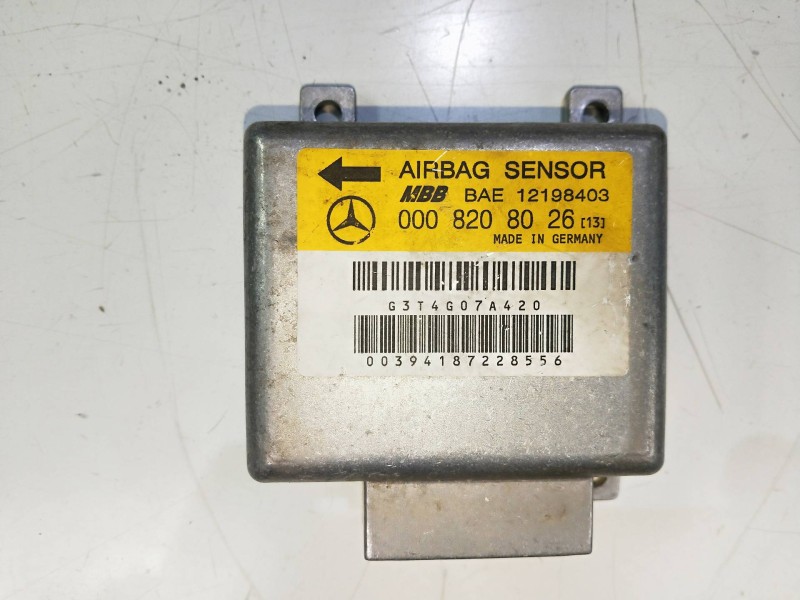 AIRBAG SENSOR
MBB BAE 12198403
000 820 80 26 [13]
MADE IN GERMANY
G3T4G07A420
00394187228556